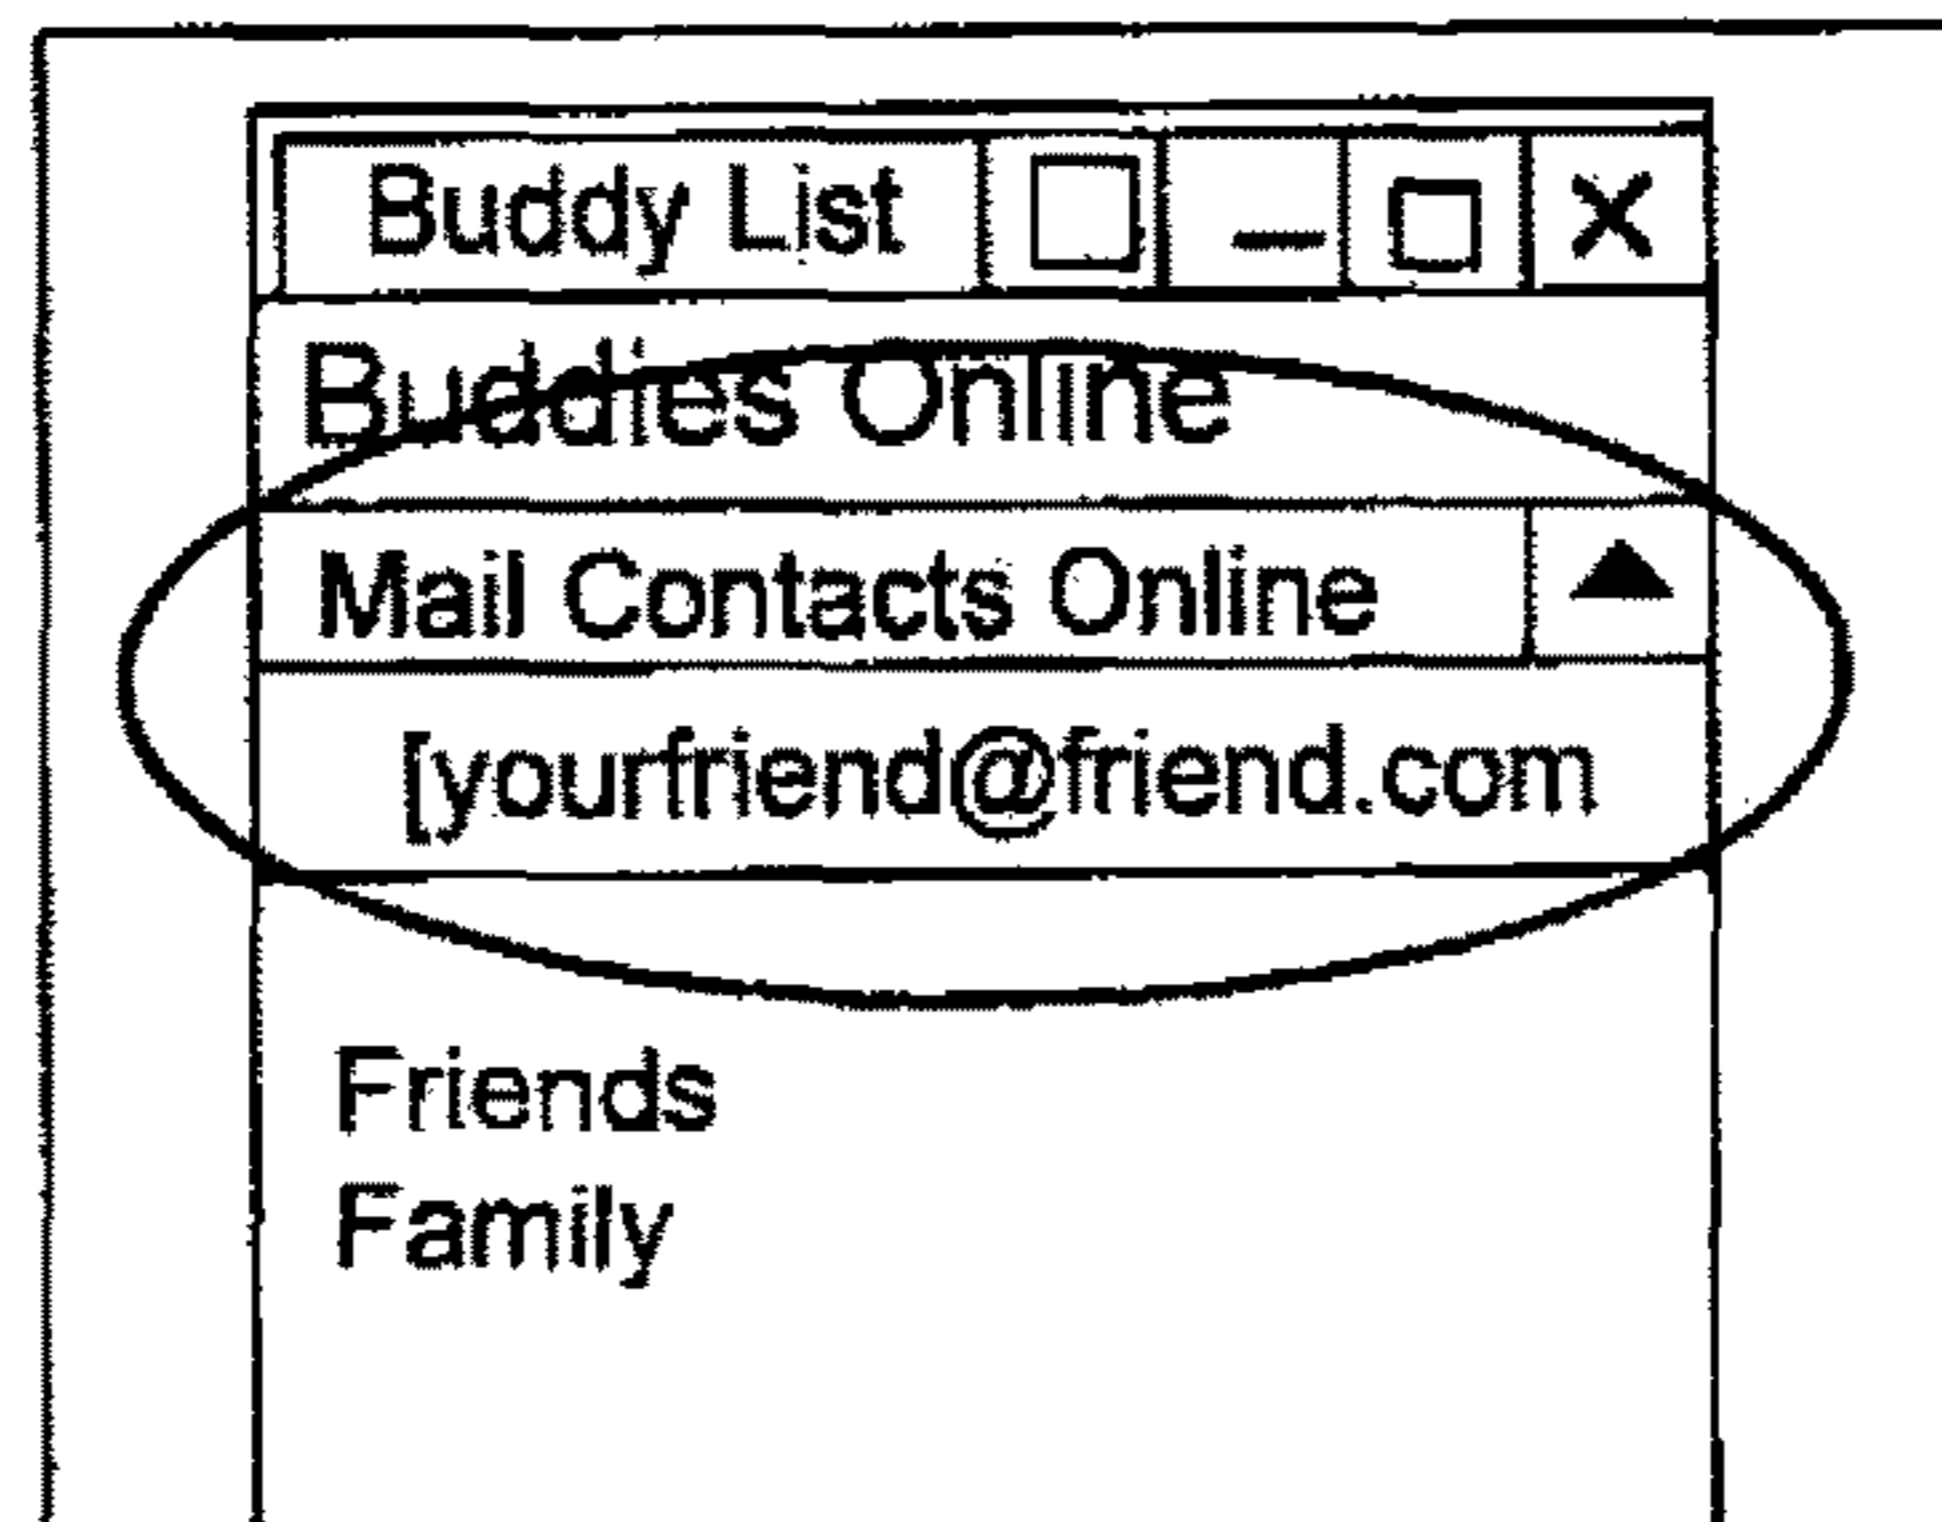 Buddy List
Buddies Online
Mail Contacts Online
[yourfriend@friend.com
Friends
Family